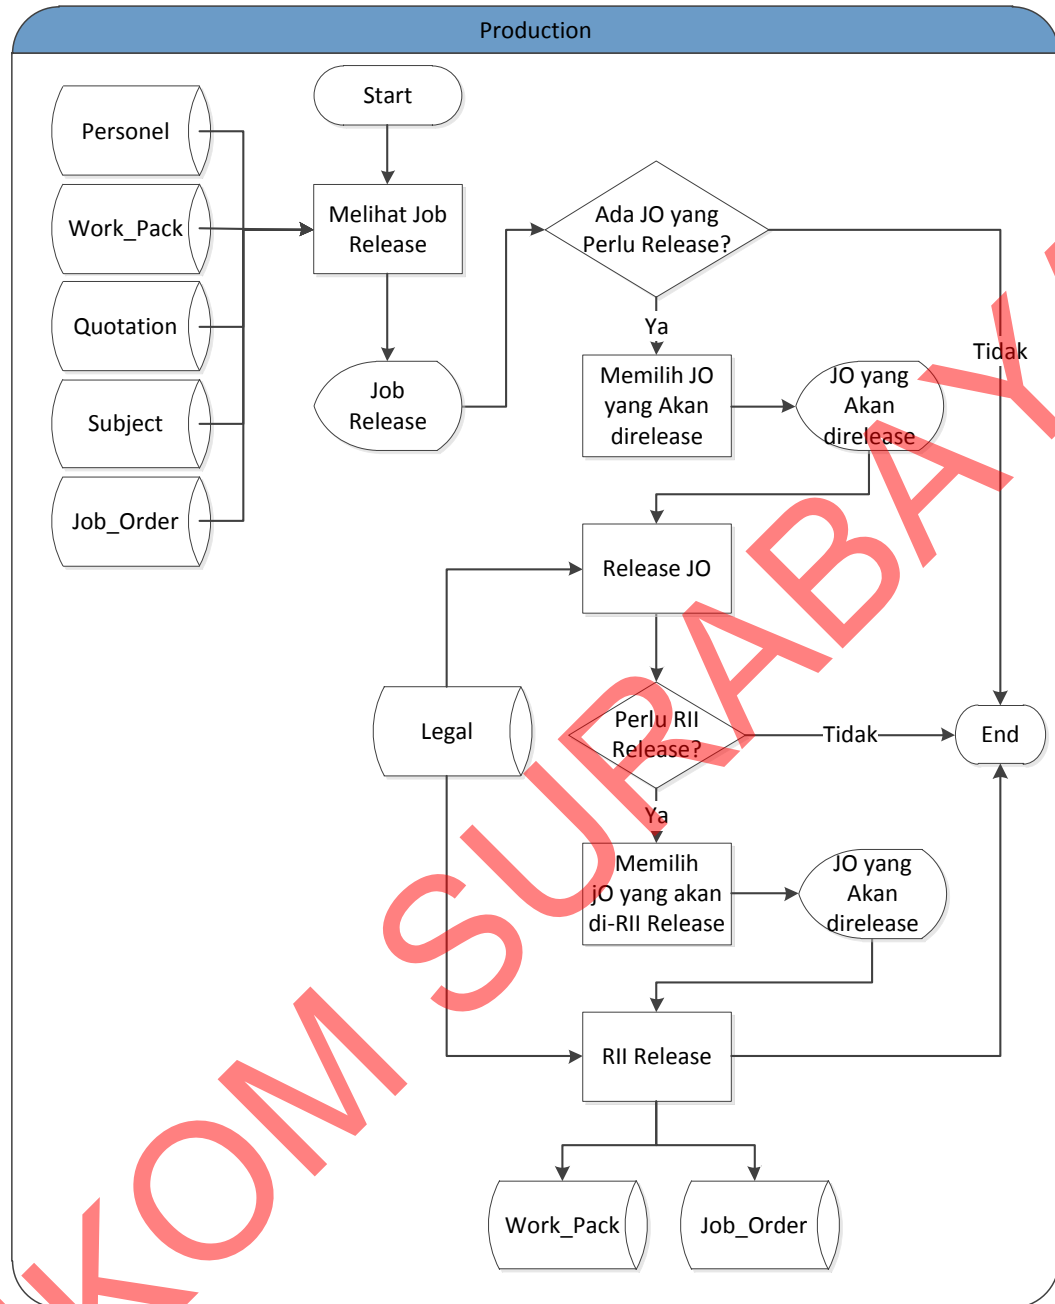 Production
Start
Personel
Work_Pack
Quotation
Subject
Job_Order
Melihat Job
Release
Job
Release
Ada JO yang
Perlu Release?
Ya
Tidak
Memilih JO
yang Akan
direlease
JO yang
Akan
direlease
Release JO
Legal
Perlu RII
Release?
Tidak
End
Ya
Memilih
jO yang akan
di-RII Release
JO yang
Akan
direlease
RII Release
Work_Pack
Job_Order
KOM SURABAY